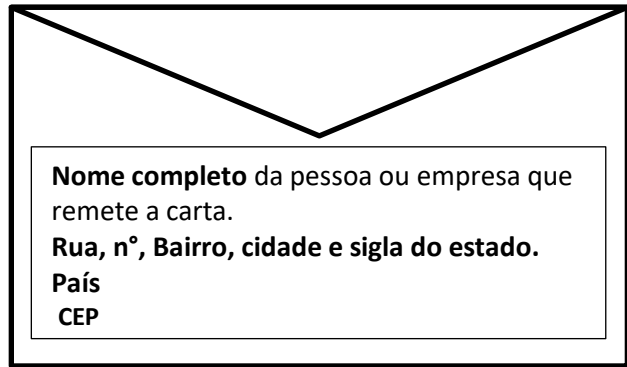 Nome completo da pessoa ou empresa que
remete a carta.
Rua, n°, Bairro, cidade e sigla do estado.
País
CEP